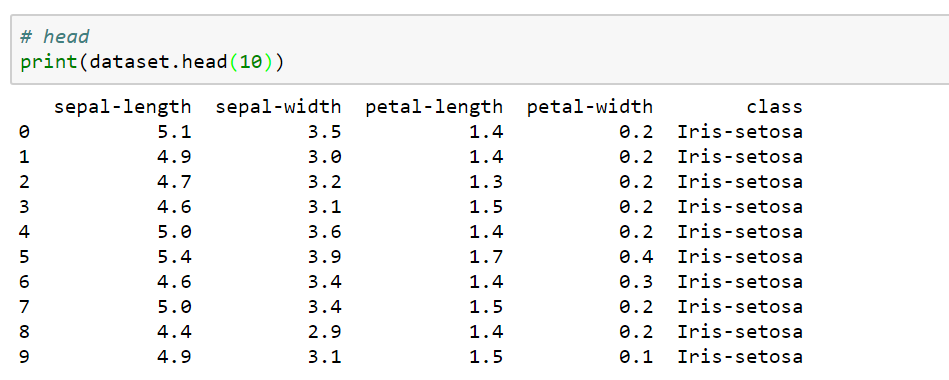 # head
print(dataset.head(10))
sepal-length sepal-width petal-length petal-width class
0 5.1 3.5 1.4 0.2 Iris-setosa
1 4.9 3.0 1.4 0.2 Iris-setosa
2 4.7 3.2 1.3 0.2 Iris-setosa
3 4.6 3.1 1.5 0.2 Iris-setosa
4 5.0 3.6 1.4 0.2 Iris-setosa
5 5.4 3.9 1.7 0.4 Iris-setosa
6 4.6 3.4 1.4 0.3 Iris-setosa
7 5.0 3.4 1.5 0.2 Iris-setosa
8 4.4 2.9 1.4 0.2 Iris-setosa
9 4.9 3.1 1.5 0.1 Iris-setosa